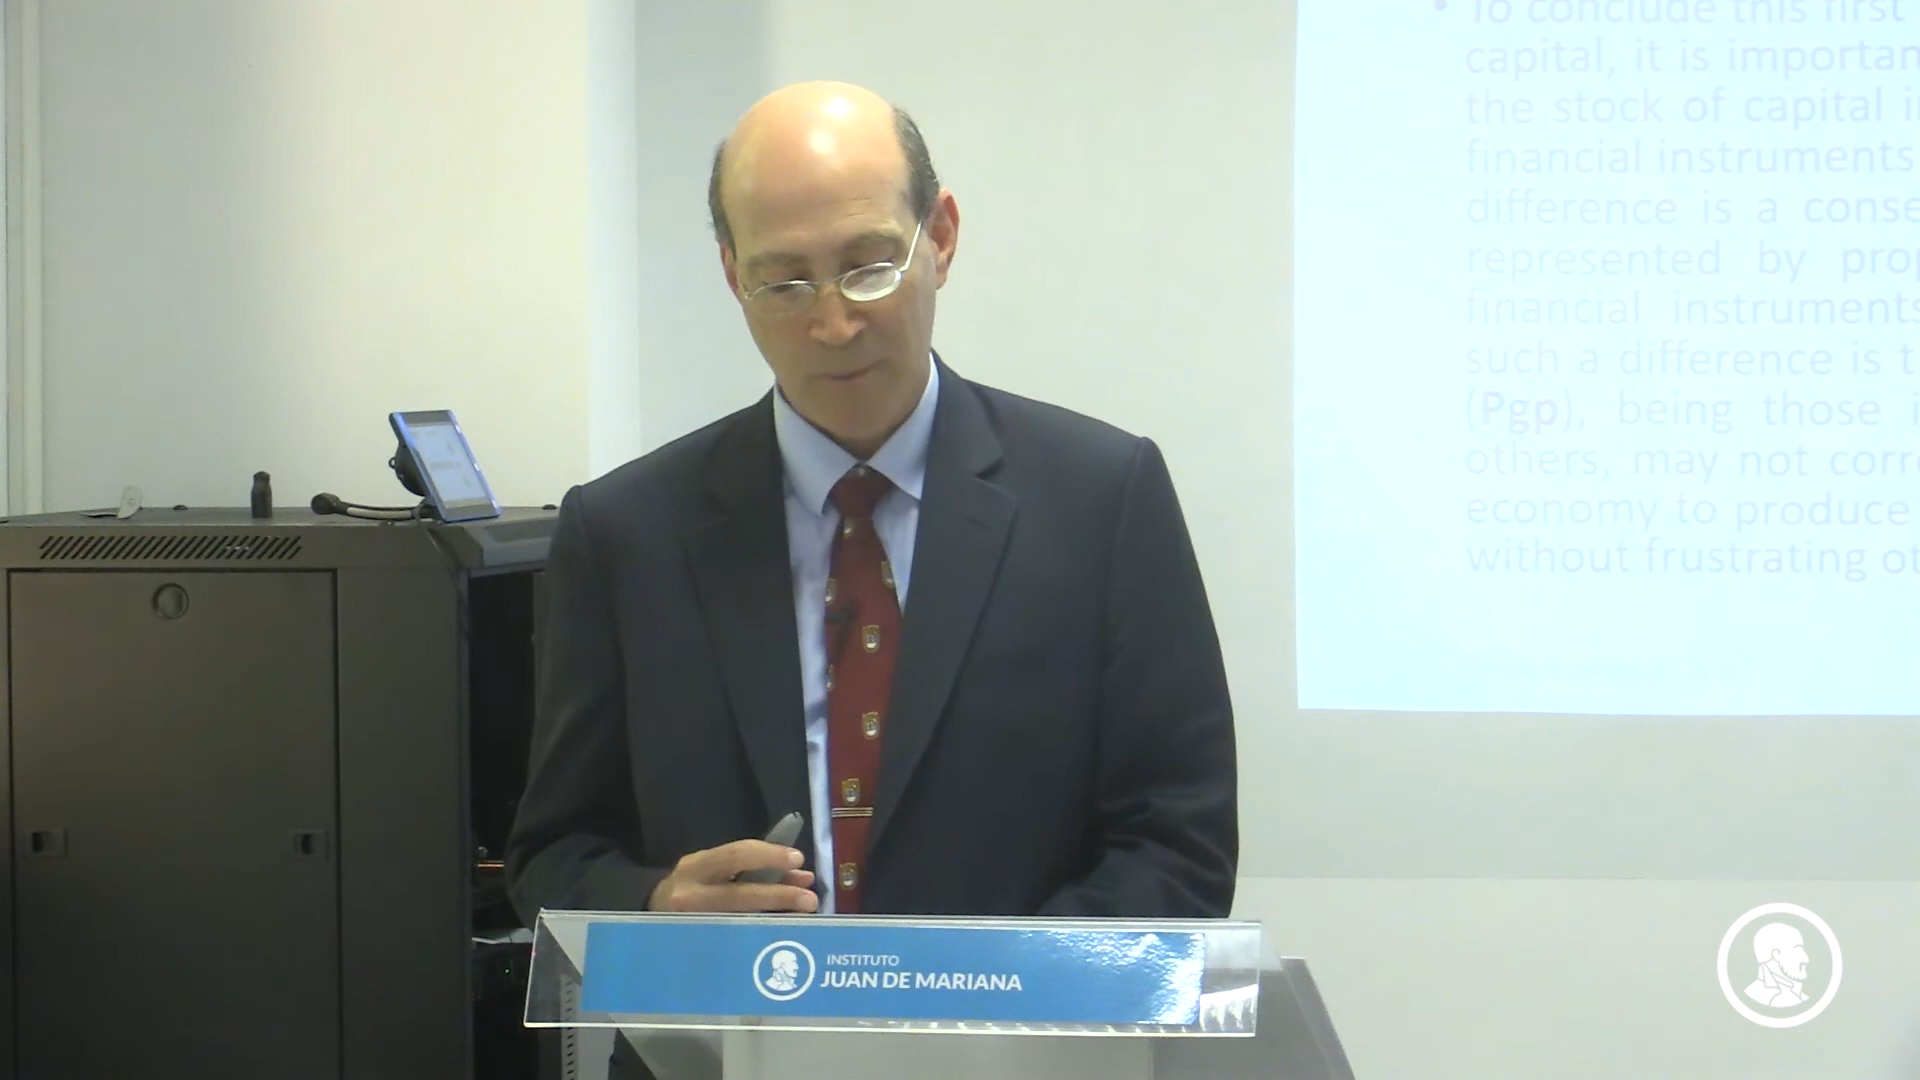 • To conclude this first
capital, it is importan
the stock of capital i
financial instruments
difference is a conse
represented by prop
financial instruments
such a difference is t
(Pgp), being those i
others, may not corre
economy to produce
without frustrating ot
INSTITUTO
JUAN DE MARIANA